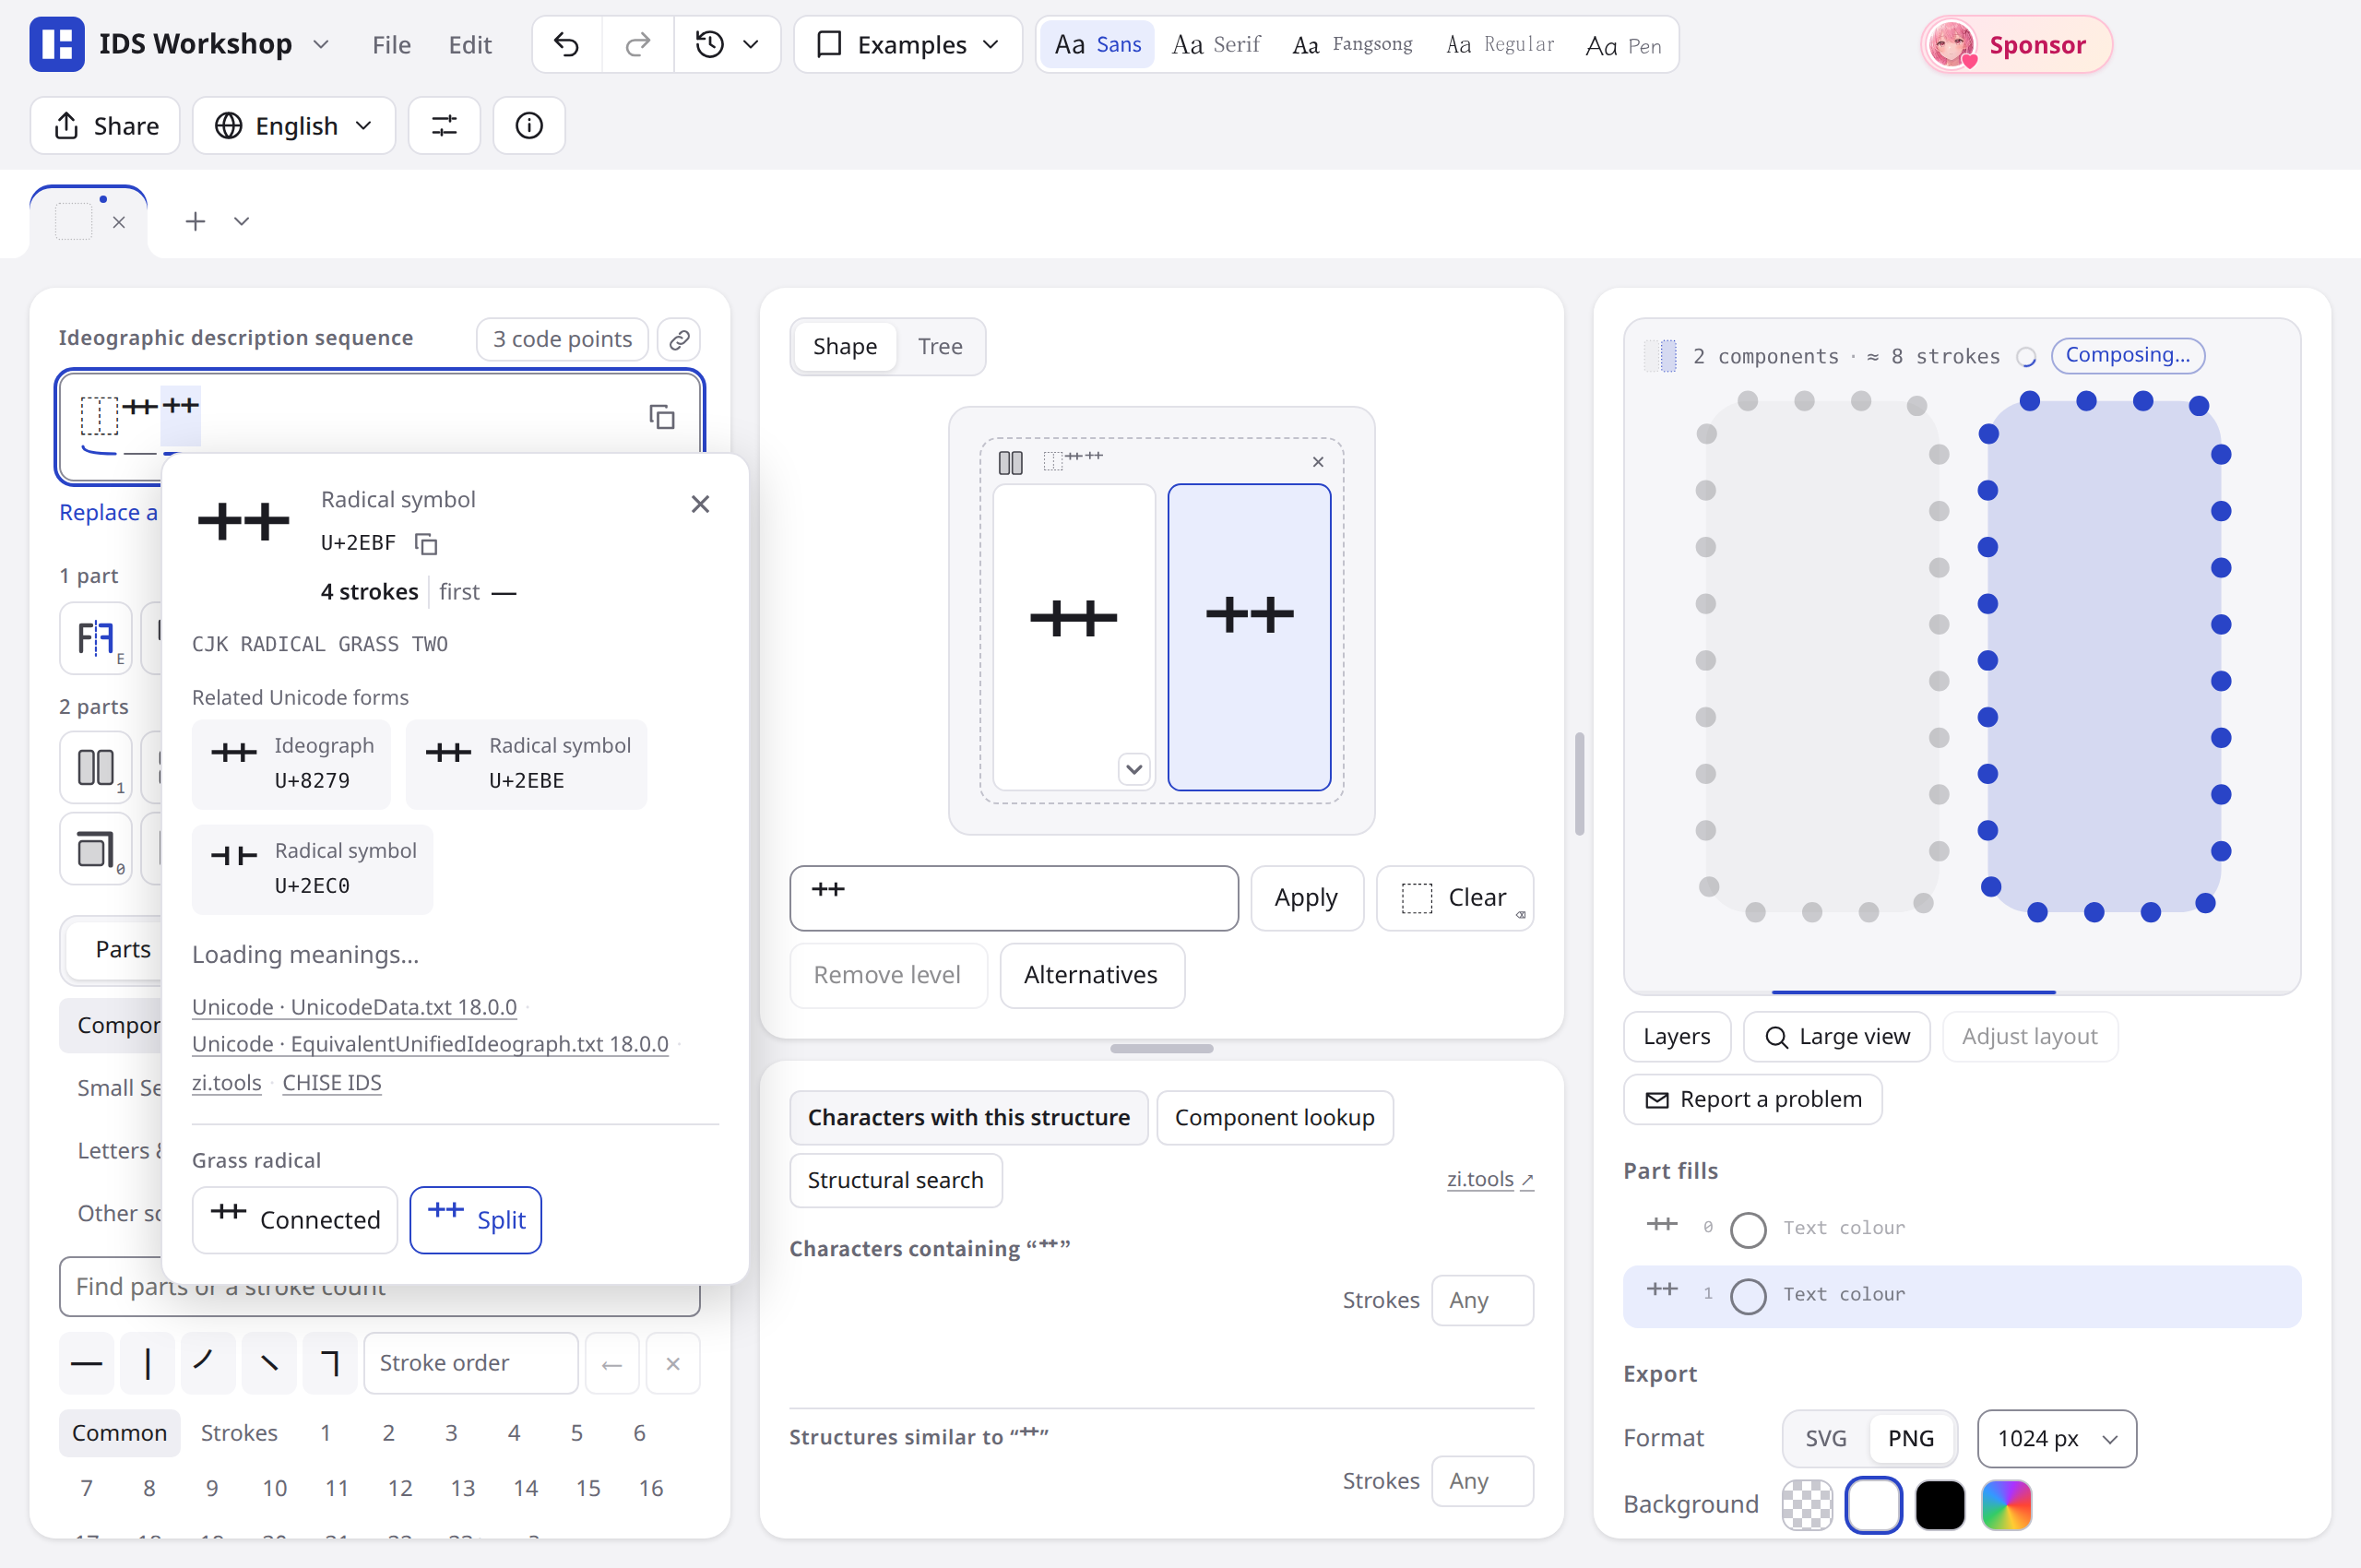 IDS Workshop File Edit Examples Aa Sans Aa Serif Aa Fangsong Aa Regular Aa Pen Sponsor
Share English
Ideographic description sequence 3 code points
⿰⺾⺿
Replace a
1 part
E
2 parts
1
0
Parts
Compor
Small Se
Letters &
Other sc
Find parts or a stroke count
一 丨 丿 丶 Stroke order ← ×
Common Strokes 1 2 3 4 5 6
7 8 9 10 11 12 13 14 15 16
⺿ Radical symbol
U+2EBF
4 strokes first 一
CJK RADICAL GRASS TWO
Related Unicode forms
艹 Ideograph
U+8279
⺾ Radical symbol
U+2EBE
⻀ Radical symbol
U+2EC0
Loading meanings…
Unicode · UnicodeData.txt 18.0.0 ·
Unicode · EquivalentUnifiedIdeograph.txt 18.0.0 ·
zi.tools · CHISE IDS
Grass radical
⺾ Connected ⺿ Split
Shape Tree
⿰⺾⺿ ×
⺾ ⺿
⺿ Apply Clear
Remove level Alternatives
Characters with this structure Component lookup
Structural search zi.tools ↗
Characters containing “⺿”
Strokes Any
Structures similar to “⺿”
Strokes Any
2 components · ≈ 8 strokes Composing…
Layers Large view Adjust layout
Report a problem
Part fills
⺾ 0 Text colour
⺿ 1 Text colour
Export
Format SVG PNG 1024 px
Background